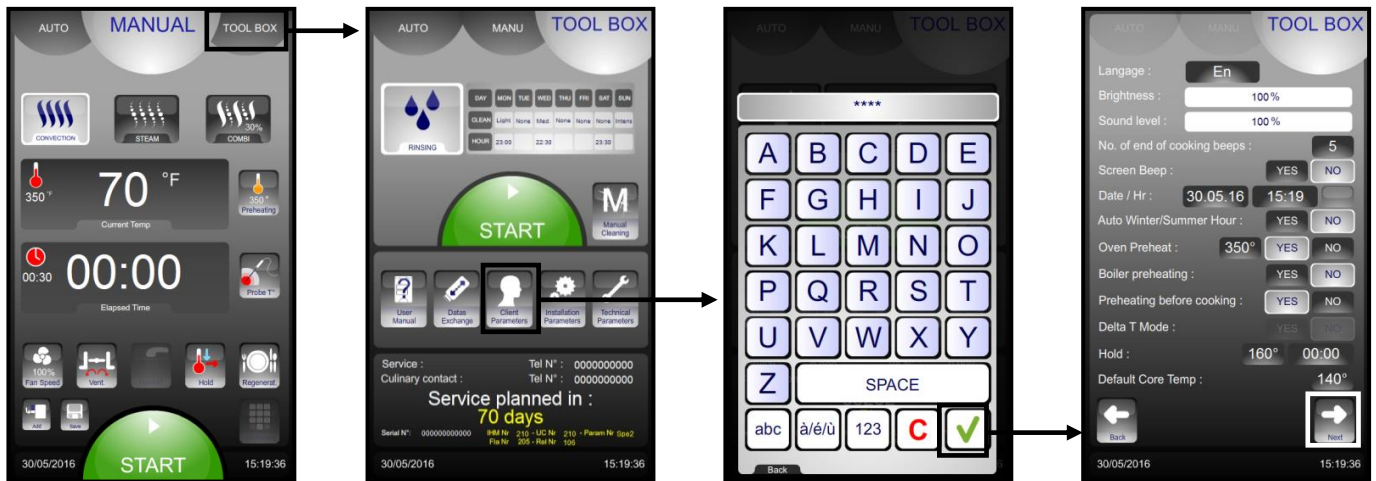 AUTO MANUAL TOOL BOX
CONVECTION STEAM 30% COMBI
350 °F 70 °F 350° Preheating
Current Temp
00:30 00:00 Probe T°
Elapsed Time
100% Fan Speed Vent. Hold Regenerat.
Add Save
START
30/05/2016 15:19:36
AUTO MANU TOOL BOX
RINSING
DAY MON TUE WED THU FRI SAT SUN
CLEAN Light None Med. None None None Intens
HOUR 23:00 22:30 23:30
START
M Manual Cleaning
User Manual Datas Exchange Client Parameters Installation Parameters Technical Parameters
Service : Tel N° : 0000000000
Culinary contact : Tel N° : 0000000000
Service planned in :
70 days
Serial N°: 000000000000 IHM Nr 210 - UC Nr 210 - Param Nr Spe2
Fla Nr 205 - Ral Nr 106
30/05/2016 15:19:36
AUTO MANU TOOL BOX
****
A B C D E
F G H I J
K L M N O
P Q R S T
U V W X Y
Z SPACE
abc à/é/ù 123 C
Back
AUTO MANU TOOL BOX
Langage : En
Brightness : 100%
Sound level : 100%
No. of end of cooking beeps : 5
Screen Beep : YES NO
Date / Hr : 30.05.16 15:19
Auto Winter/Summer Hour : YES NO
Oven Preheat : 350° YES NO
Boiler preheating : YES NO
Preheating before cooking : YES NO
Delta T Mode : YES NO
Hold : 160° 00:00
Default Core Temp : 140°
Back Next
30/05/2016 15:19:36